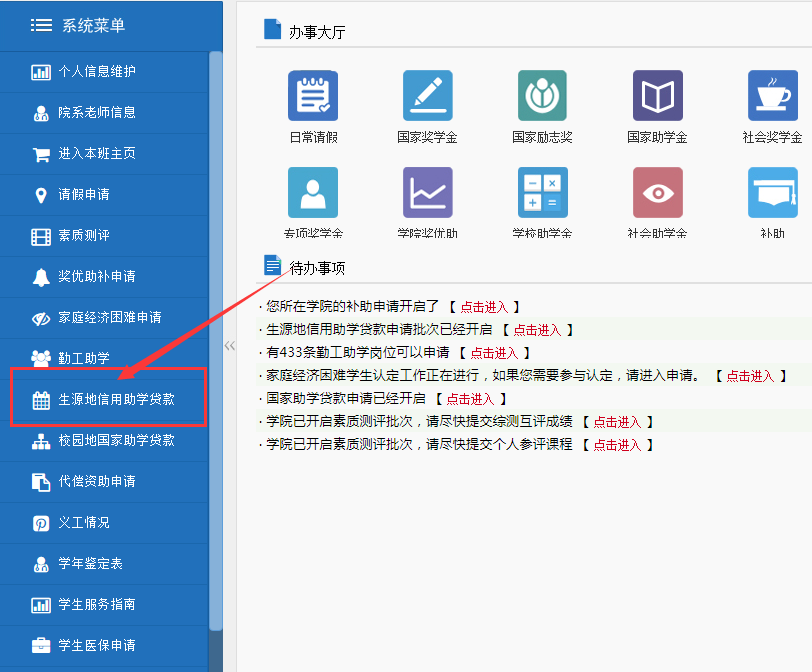 系统菜单
个人信息维护
院系老师信息
进入本班主页
请假申请
素质测评
奖优助补申请
家庭经济困难申请
勤工助学
生源地信用助学贷款
校园地国家助学贷款
代偿资助申请
义工情况
学年鉴定表
学生服务指南
学生医保申请
办事大厅
日常请假
国家奖学金
国家励志奖
国家助学金
社会奖学金
专项奖学金
学院奖优助
学校助学金
社会助学金
补助
待办事项
· 您所在学院的补助申请开启了 【 点击进入 】
· 生源地信用助学贷款申请批次已经开启 【 点击进入 】
· 有433条勤工助学岗位可以申请 【 点击进入 】
· 家庭经济困难学生认定工作正在进行，如果您需要参与认定，请进入申请。 【 点击进入 】
· 国家助学贷款申请已经开启 【 点击进入 】
· 学院已开启素质测评批次，请尽快提交综测互评成绩 【 点击进入 】
· 学院已开启素质测评批次，请尽快提交个人参评课程 【 点击进入 】